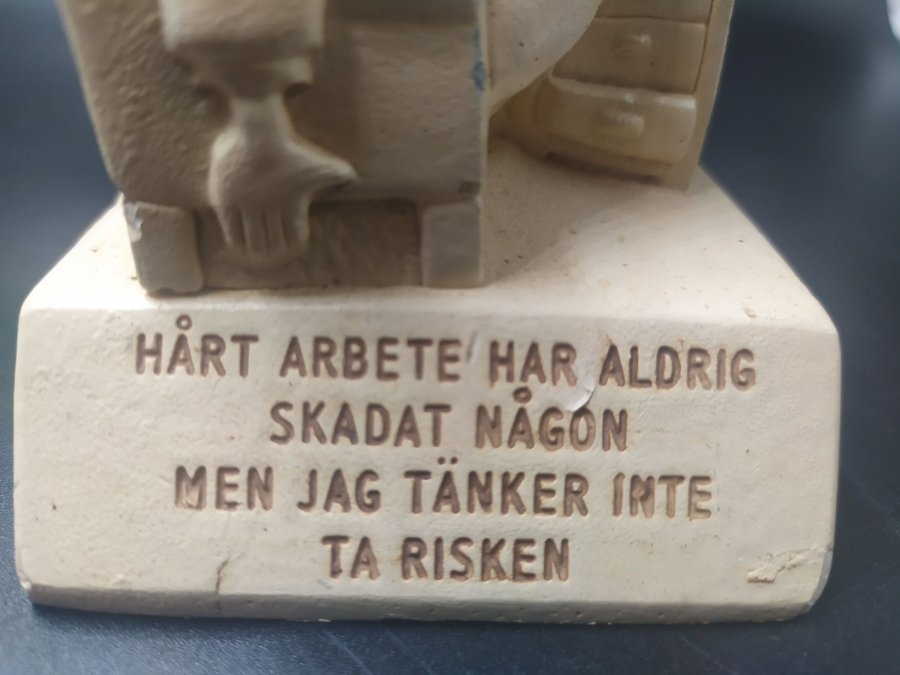 HÅRT ARBETE HAR ALDRIG
SKADAT NÅGON
MEN JAG TÄNKER INTE
TA RISKEN